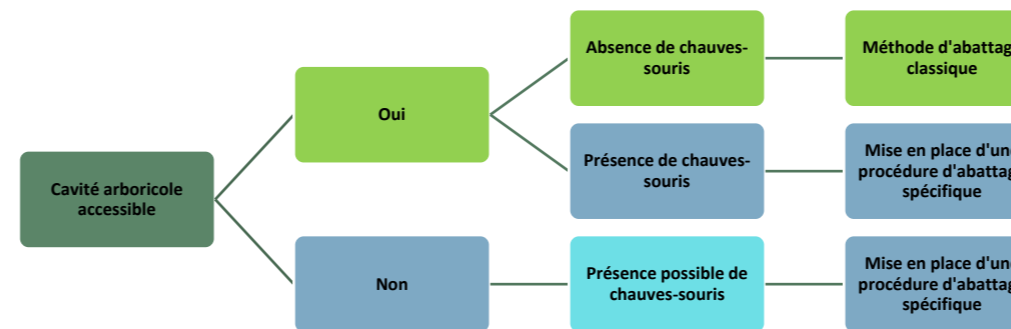 Absence de chauves-
souris
Méthode d'abattag
classique
Oui
Présence de chauves-
souris
Mise en place d'un
procédure d'abattag
spécifique
Cavité arboricole
accessible
Non
Présence possible de
chauves-souris
Mise en place d'un
procédure d'abattag
spécifique